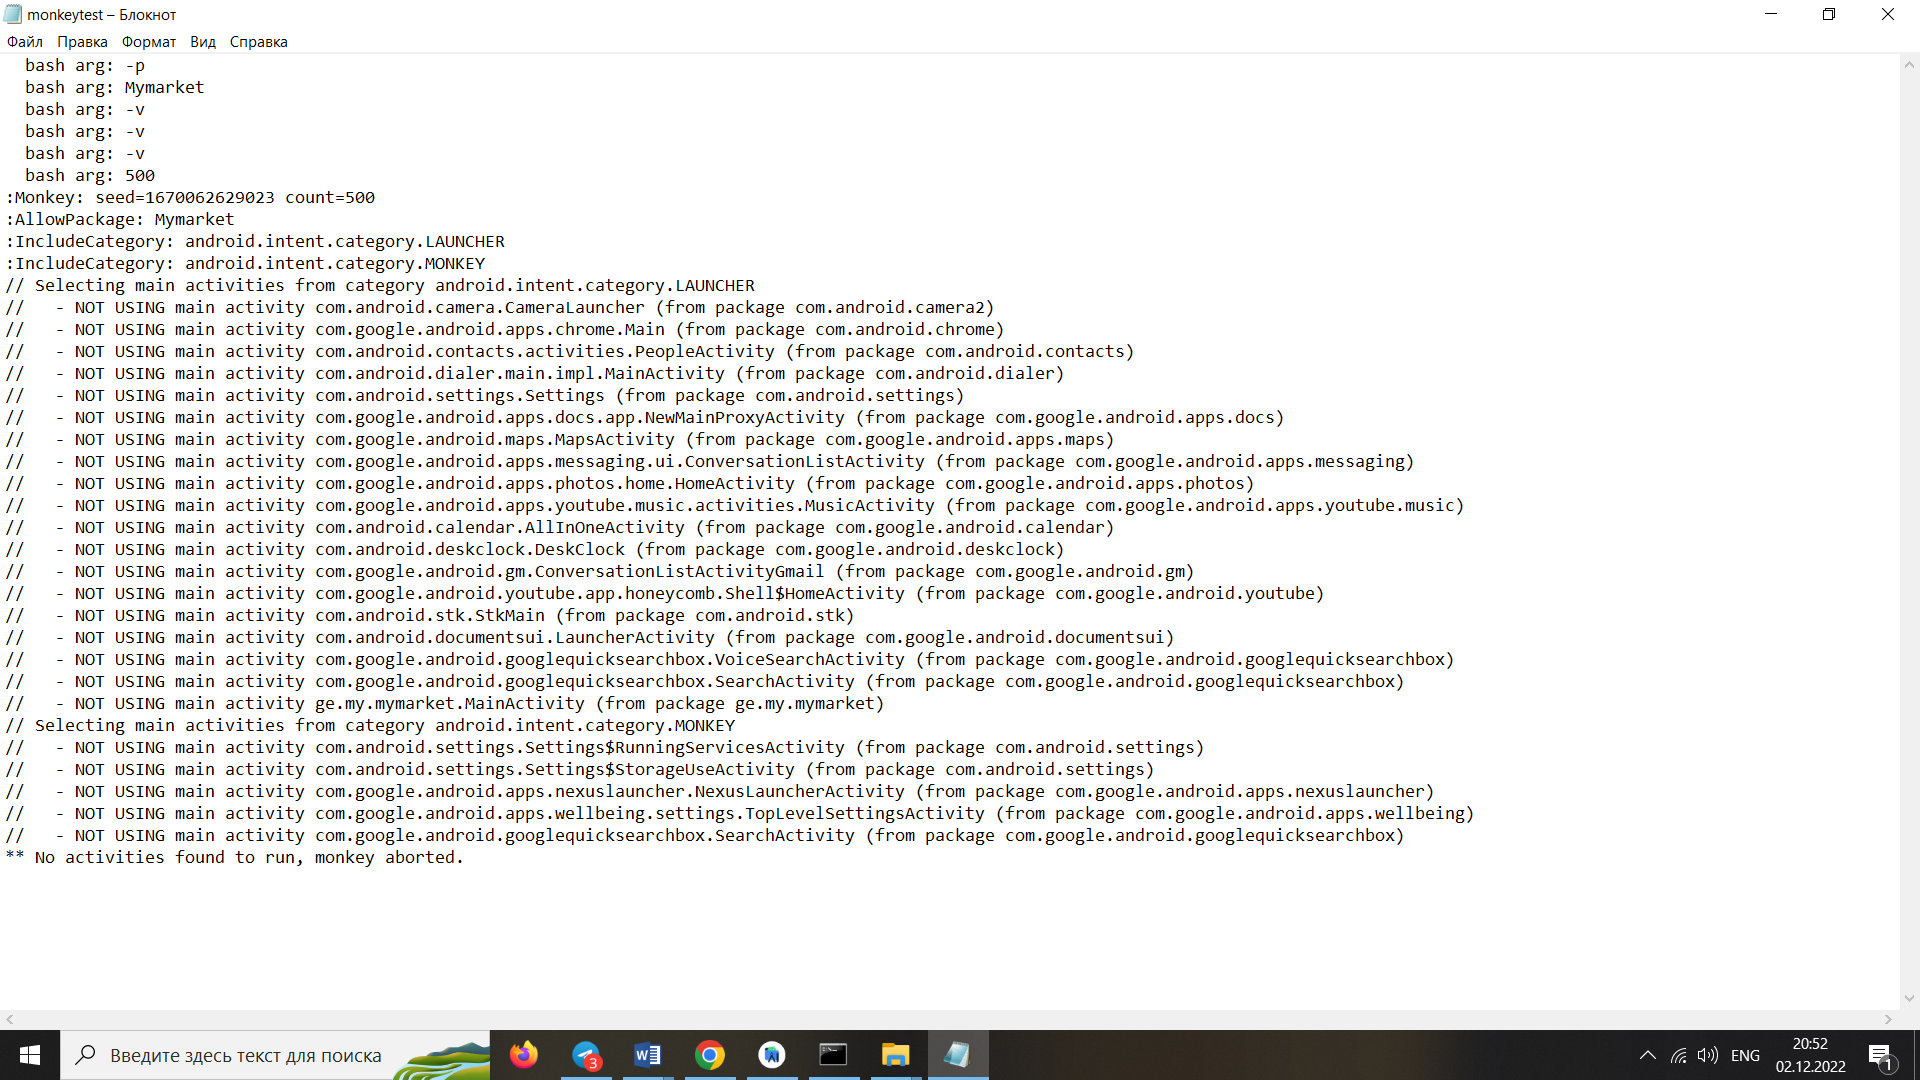 monkeytest – Блокнот
Файл Правка Формат Вид Справка
bash arg: -p
bash arg: Mymarket
bash arg: -v
bash arg: -v
bash arg: -v
bash arg: 500
:Monkey: seed=1670062629023 count=500
:AllowPackage: Mymarket
:IncludeCategory: android.intent.category.LAUNCHER
:IncludeCategory: android.intent.category.MONKEY
// Selecting main activities from category android.intent.category.LAUNCHER
//   - NOT USING main activity com.android.camera.CameraLauncher (from package com.android.camera2)
//   - NOT USING main activity com.google.android.apps.chrome.Main (from package com.android.chrome)
//   - NOT USING main activity com.android.contacts.activities.PeopleActivity (from package com.android.contacts)
//   - NOT USING main activity com.android.dialer.main.impl.MainActivity (from package com.android.dialer)
//   - NOT USING main activity com.android.settings.Settings (from package com.android.settings)
//   - NOT USING main activity com.google.android.apps.docs.app.NewMainProxyActivity (from package com.google.android.apps.docs)
//   - NOT USING main activity com.google.android.maps.MapsActivity (from package com.google.android.apps.maps)
//   - NOT USING main activity com.google.android.apps.messaging.ui.ConversationListActivity (from package com.google.android.apps.messaging)
//   - NOT USING main activity com.google.android.apps.photos.home.HomeActivity (from package com.google.android.apps.photos)
//   - NOT USING main activity com.google.android.apps.youtube.music.activities.MusicActivity (from package com.google.android.apps.youtube.music)
//   - NOT USING main activity com.android.calendar.AllInOneActivity (from package com.google.android.calendar)
//   - NOT USING main activity com.android.deskclock.DeskClock (from package com.google.android.deskclock)
//   - NOT USING main activity com.google.android.gm.ConversationListActivityGmail (from package com.google.android.gm)
//   - NOT USING main activity com.google.android.youtube.app.honeycomb.Shell$HomeActivity (from package com.google.android.youtube)
//   - NOT USING main activity com.android.stk.StkMain (from package com.android.stk)
//   - NOT USING main activity com.android.documentsui.LauncherActivity (from package com.google.android.documentsui)
//   - NOT USING main activity com.google.android.googlequicksearchbox.VoiceSearchActivity (from package com.google.android.googlequicksearchbox)
//   - NOT USING main activity com.google.android.googlequicksearchbox.SearchActivity (from package com.google.android.googlequicksearchbox)
//   - NOT USING main activity ge.my.mymarket.MainActivity (from package ge.my.mymarket)
// Selecting main activities from category android.intent.category.MONKEY
//   - NOT USING main activity com.android.settings.Settings$RunningServicesActivity (from package com.android.settings)
//   - NOT USING main activity com.android.settings.Settings$StorageUseActivity (from package com.android.settings)
//   - NOT USING main activity com.google.android.apps.nexuslauncher.NexusLauncherActivity (from package com.google.android.apps.nexuslauncher)
//   - NOT USING main activity com.google.android.apps.wellbeing.settings.TopLevelSettingsActivity (from package com.google.android.apps.wellbeing)
//   - NOT USING main activity com.google.android.googlequicksearchbox.SearchActivity (from package com.google.android.googlequicksearchbox)
** No activities found to run, monkey aborted.
Введите здесь текст для поиска
3
W
ENG
20:52
02.12.2022
1